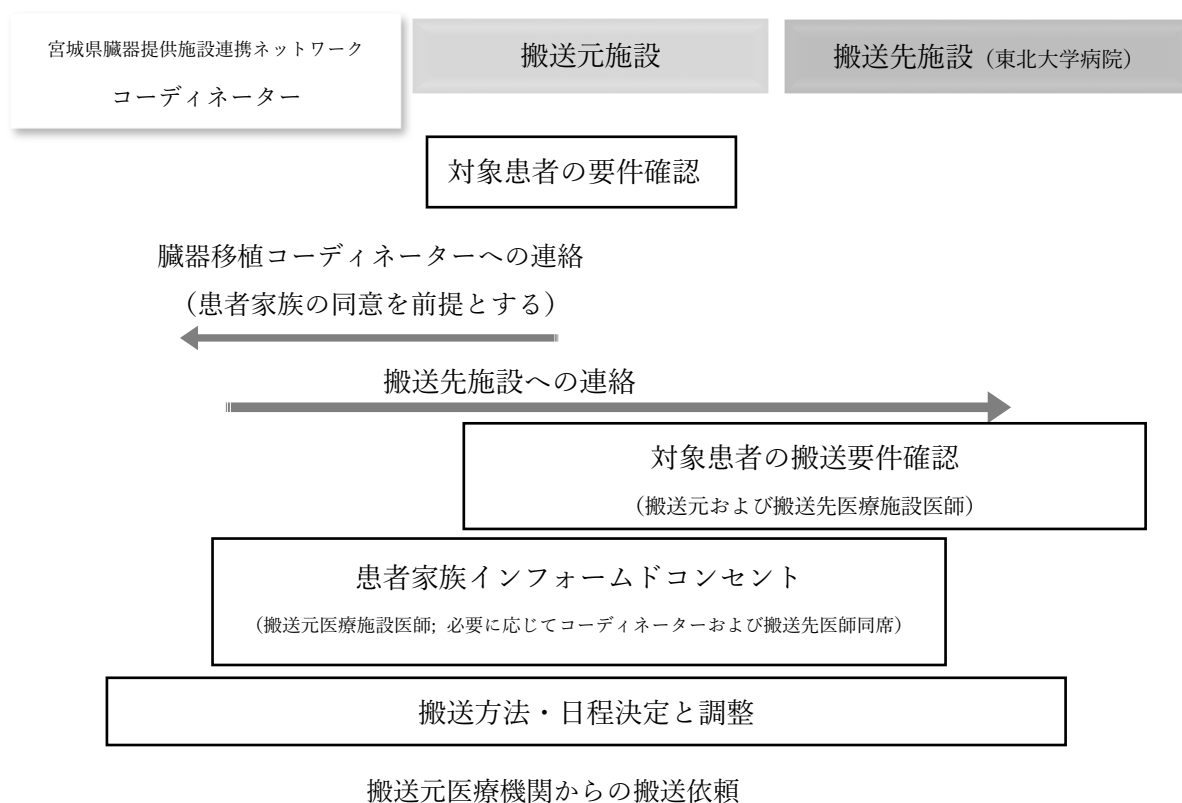 宮城県臓器提供施設連携ネットワーク
コーディネーター
搬送元施設
搬送先施設（東北大学病院）
対象患者の要件確認
臓器移植コーディネーターへの連絡
（患者家族の同意を前提とする）
搬送先施設への連絡
対象患者の搬送要件確認
（搬送元および搬送先医療施設医師）
患者家族インフォームドコンセント
（搬送元医療施設医師; 必要に応じてコーディネーターおよび搬送先医師同席）
搬送方法・日程決定と調整
搬送元医療機関からの搬送依頼